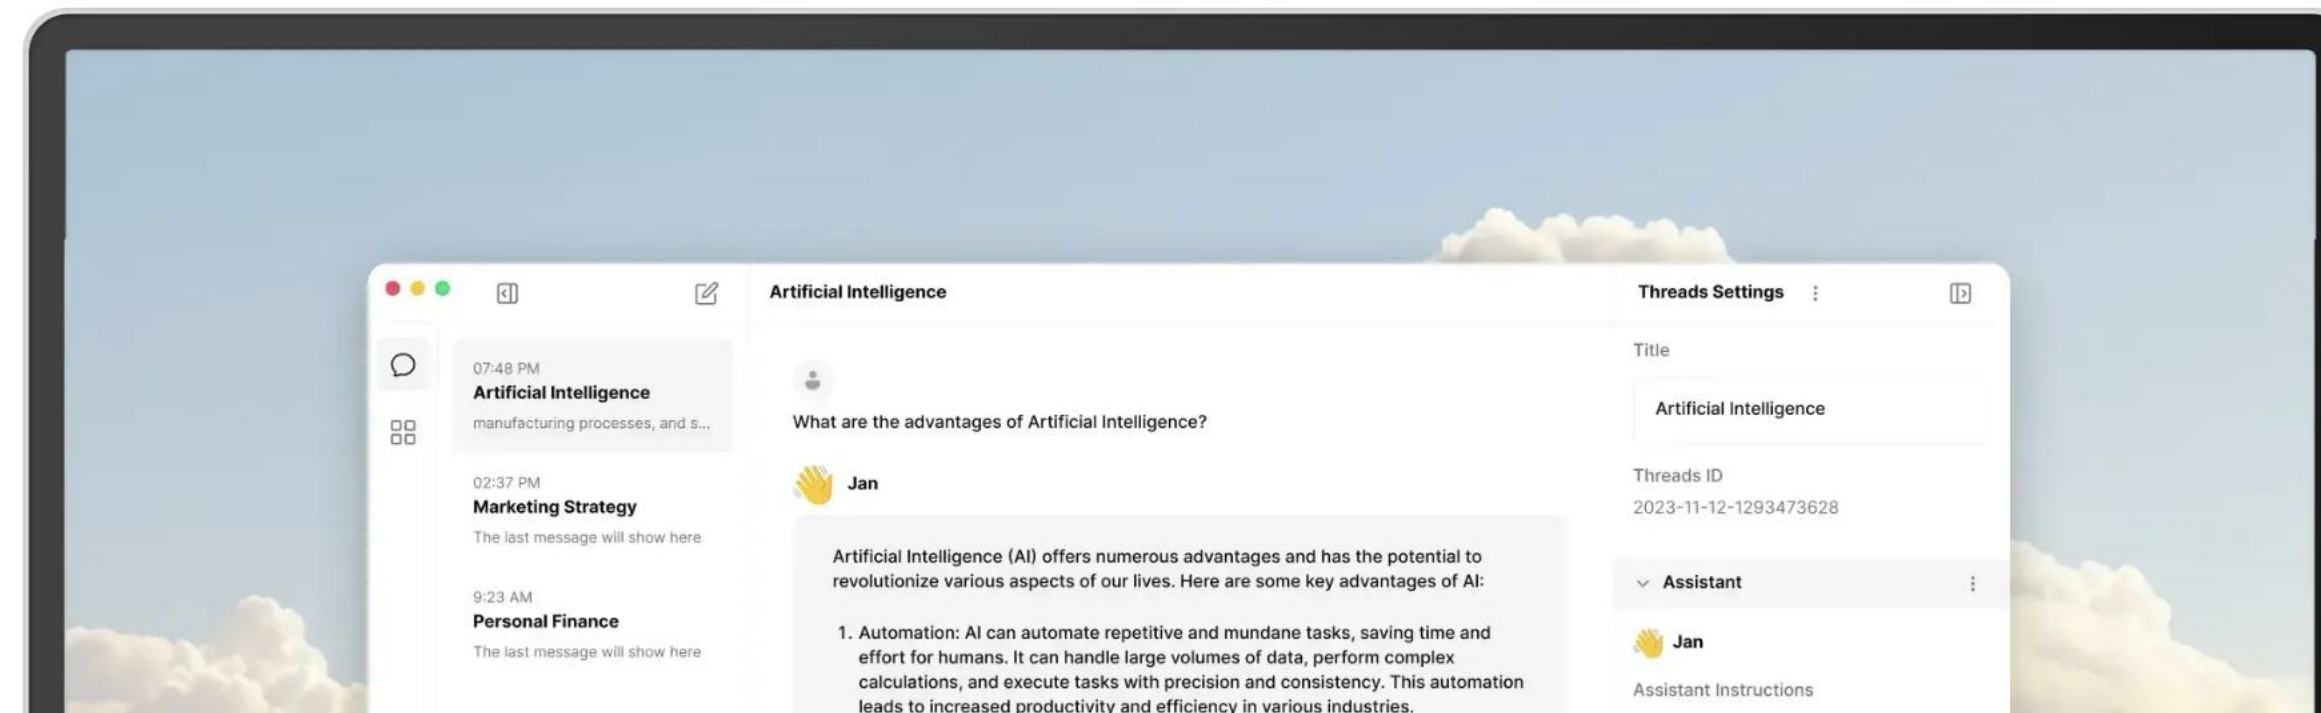 Artificial Intelligence
Threads Settings
07:48 PM
Artificial Intelligence
manufacturing processes, and s...
02:37 PM
Marketing Strategy
The last message will show here
9:23 AM
Personal Finance
The last message will show here
What are the advantages of Artificial Intelligence?
Jan
Artificial Intelligence (AI) offers numerous advantages and has the potential to
revolutionize various aspects of our lives. Here are some key advantages of AI:
1. Automation: AI can automate repetitive and mundane tasks, saving time and
effort for humans. It can handle large volumes of data, perform complex
calculations, and execute tasks with precision and consistency. This automation
leads to increased productivity and efficiency in various industries.
Title
Artificial Intelligence
Threads ID
2023-11-12-1293473628
Assistant
Jan
Assistant Instructions